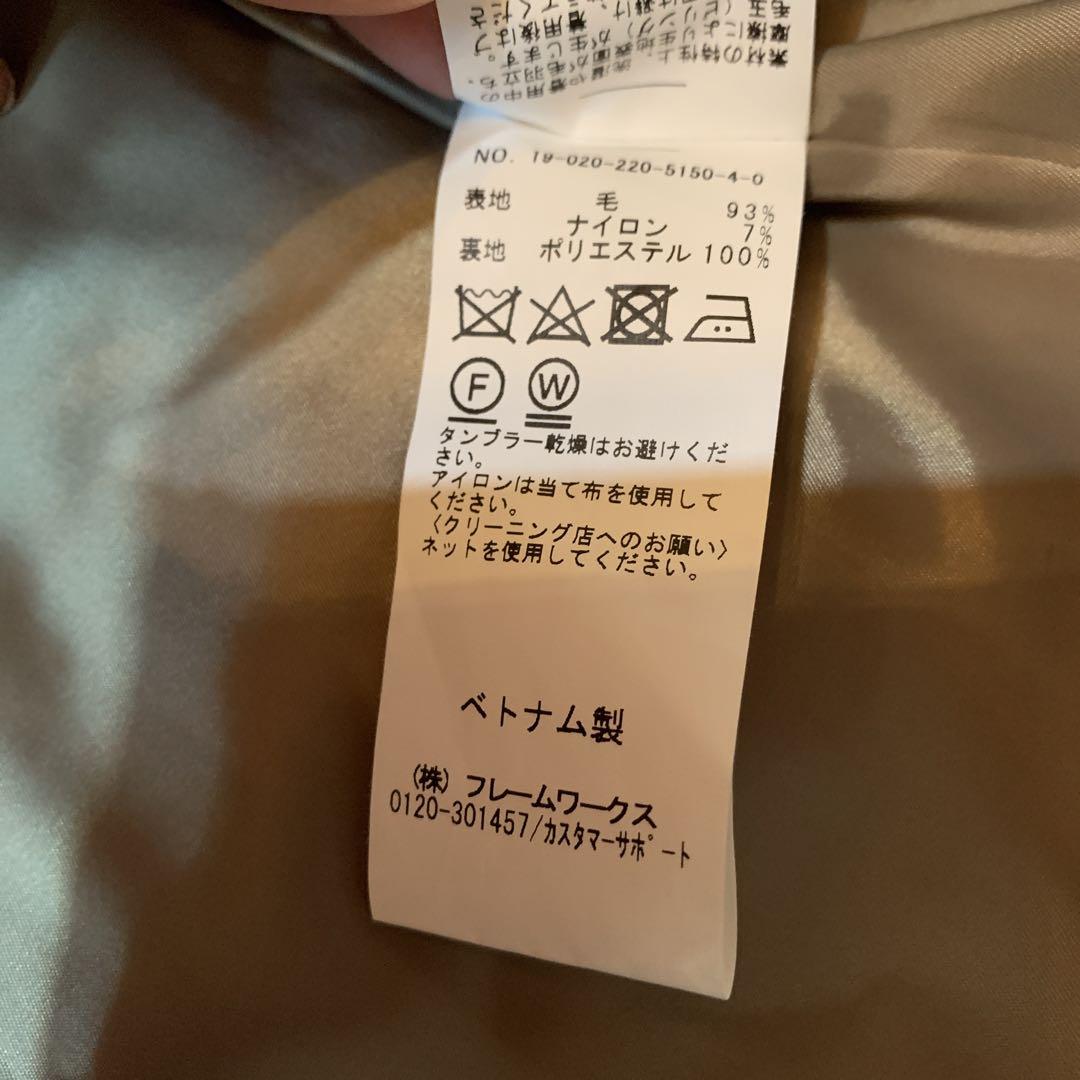 NO. 19-020-220-5150-4-0
表地 毛 93%
ナイロン 7%
裏地 ポリエステル 100%
F W
タンブラー乾燥はお避けくだ
さい。
アイロンは当て布を使用して
ください。
〈クリーニング店へのお願い〉
ネットを使用してください。
ベトナム製
(株) フレームワークス
0120-301457/カスタマーサポート